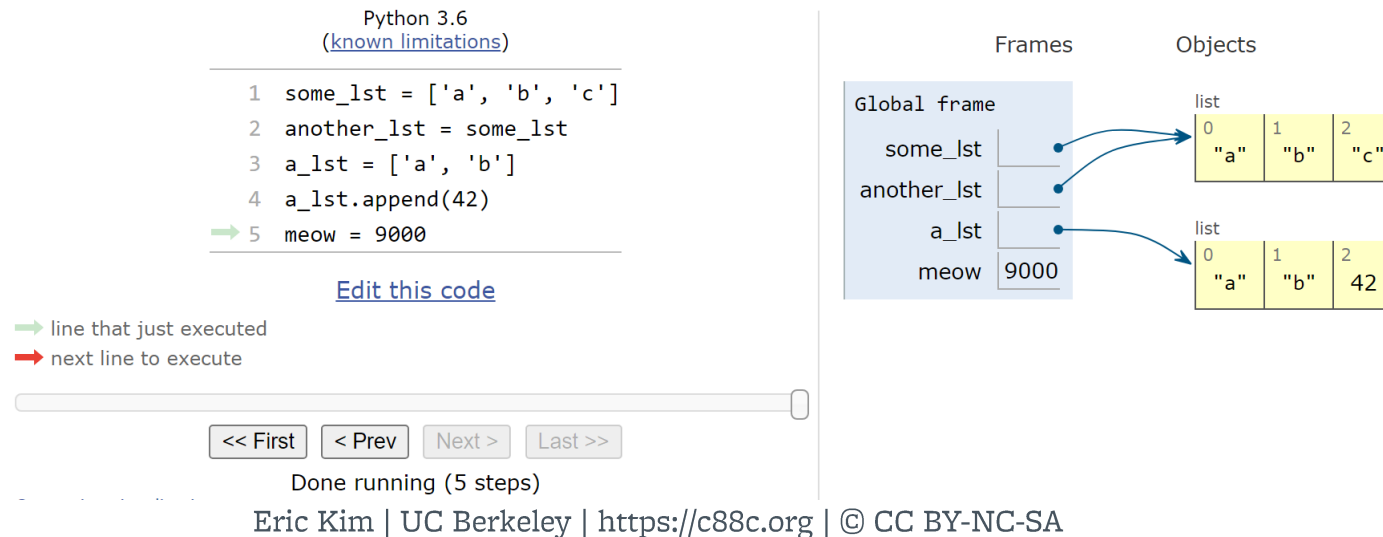 Python 3.6
(known limitations)
1 some_lst = ['a', 'b', 'c']
2 another_lst = some_lst
3 a_lst = ['a', 'b']
4 a_lst.append(42)
5 meow = 9000
Edit this code
line that just executed
next line to execute
<< First < Prev Next > Last >>
Done running (5 steps)
Frames Objects
Global frame
some_lst
another_lst
a_lst
meow 9000
list
0 1 2
"a" "b" "c"
list
0 1 2
"a" "b" 42
Eric Kim | UC Berkeley | https://c88c.org | © CC BY-NC-SA